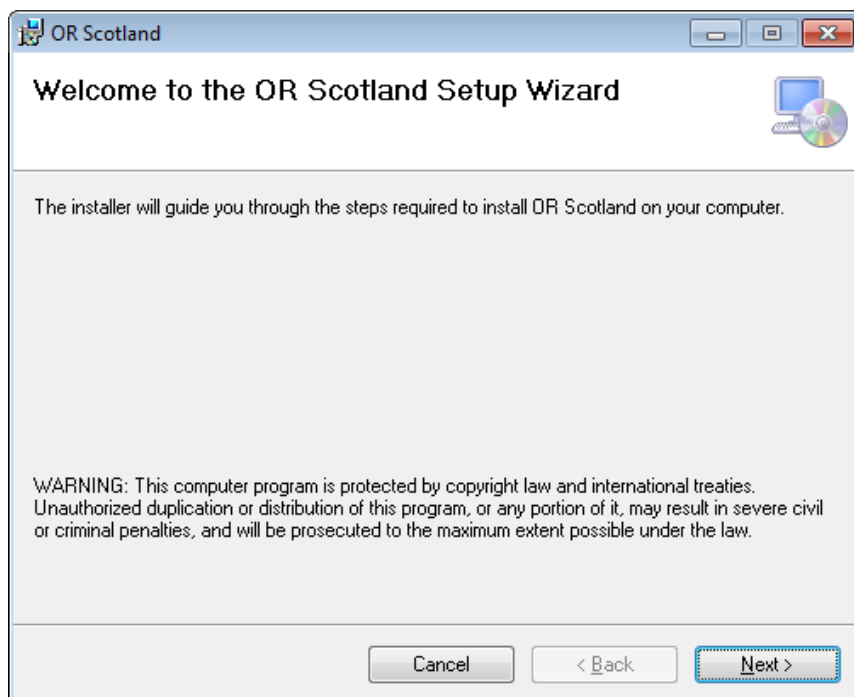 OR Scotland
Welcome to the OR Scotland Setup Wizard
The installer will guide you through the steps required to install OR Scotland on your computer.
WARNING: This computer program is protected by copyright law and international treaties.
Unauthorized duplication or distribution of this program, or any portion of it, may result in severe civil
or criminal penalties, and will be prosecuted to the maximum extent possible under the law.
Cancel < Back Next >